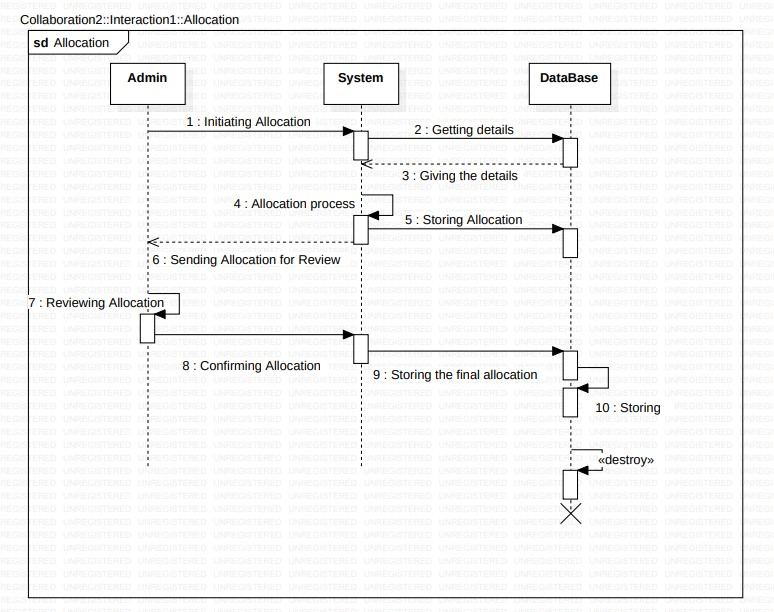 Collaboration2::Interaction1::Allocation
sd Allocation
Admin
System
DataBase
1 : Initiating Allocation
2 : Getting details
3 : Giving the details
4 : Allocation process
5 : Storing Allocation
6 : Sending Allocation for Review
7 : Reviewing Allocation
8 : Confirming Allocation
9 : Storing the final allocation
10 : Storing
«destroy»
UNREGISTERED